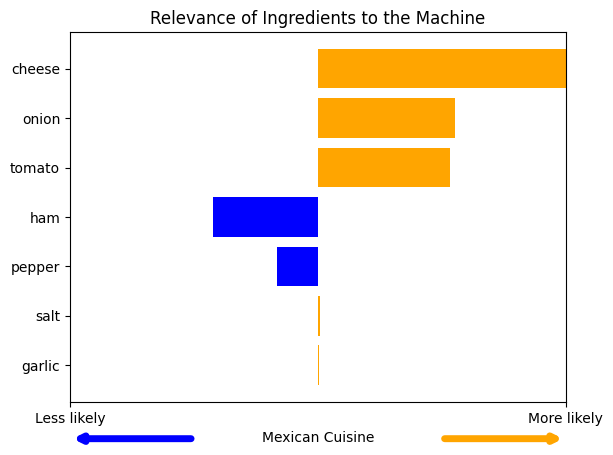 Relevance of Ingredients to the Machine
cheese
onion
tomato
ham
pepper
salt
garlic
Less likely More likely
Mexican Cuisine